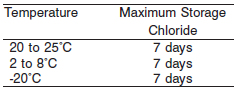 Temperature Maximum Storage
Chloride
20 to 25°C 7 days
2 to 8°C 7 days
-20°C 7 days